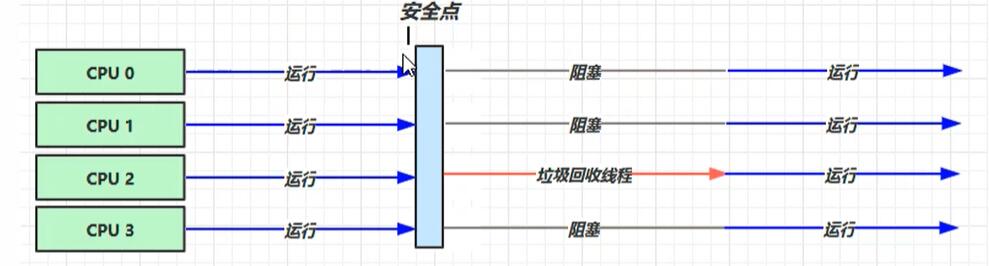 安全点
CPU 0 运行 阻塞 运行
CPU 1 运行 阻塞 运行
CPU 2 运行 垃圾回收线程 运行
CPU 3 运行 阻塞 运行